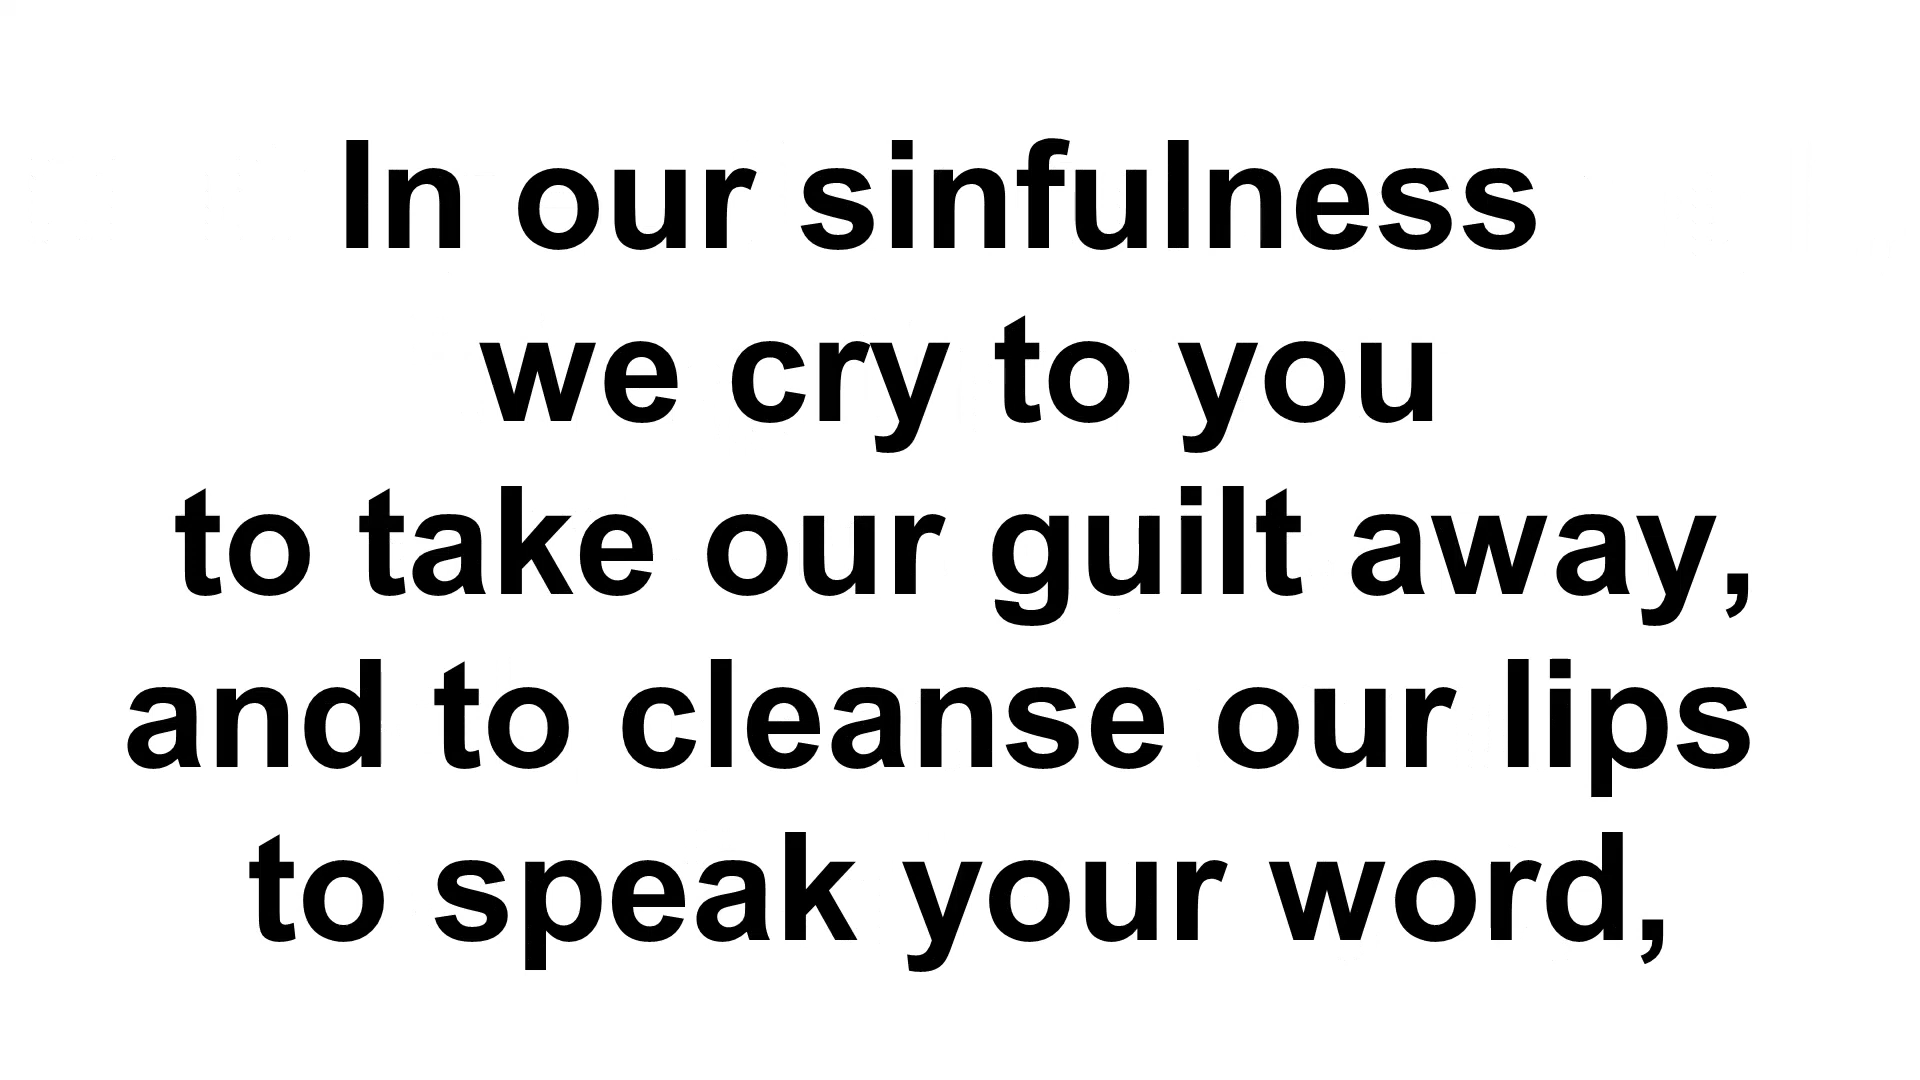 In our sinfulness
we cry to you
to take our guilt away,
and to cleanse our lips
to speak your word,